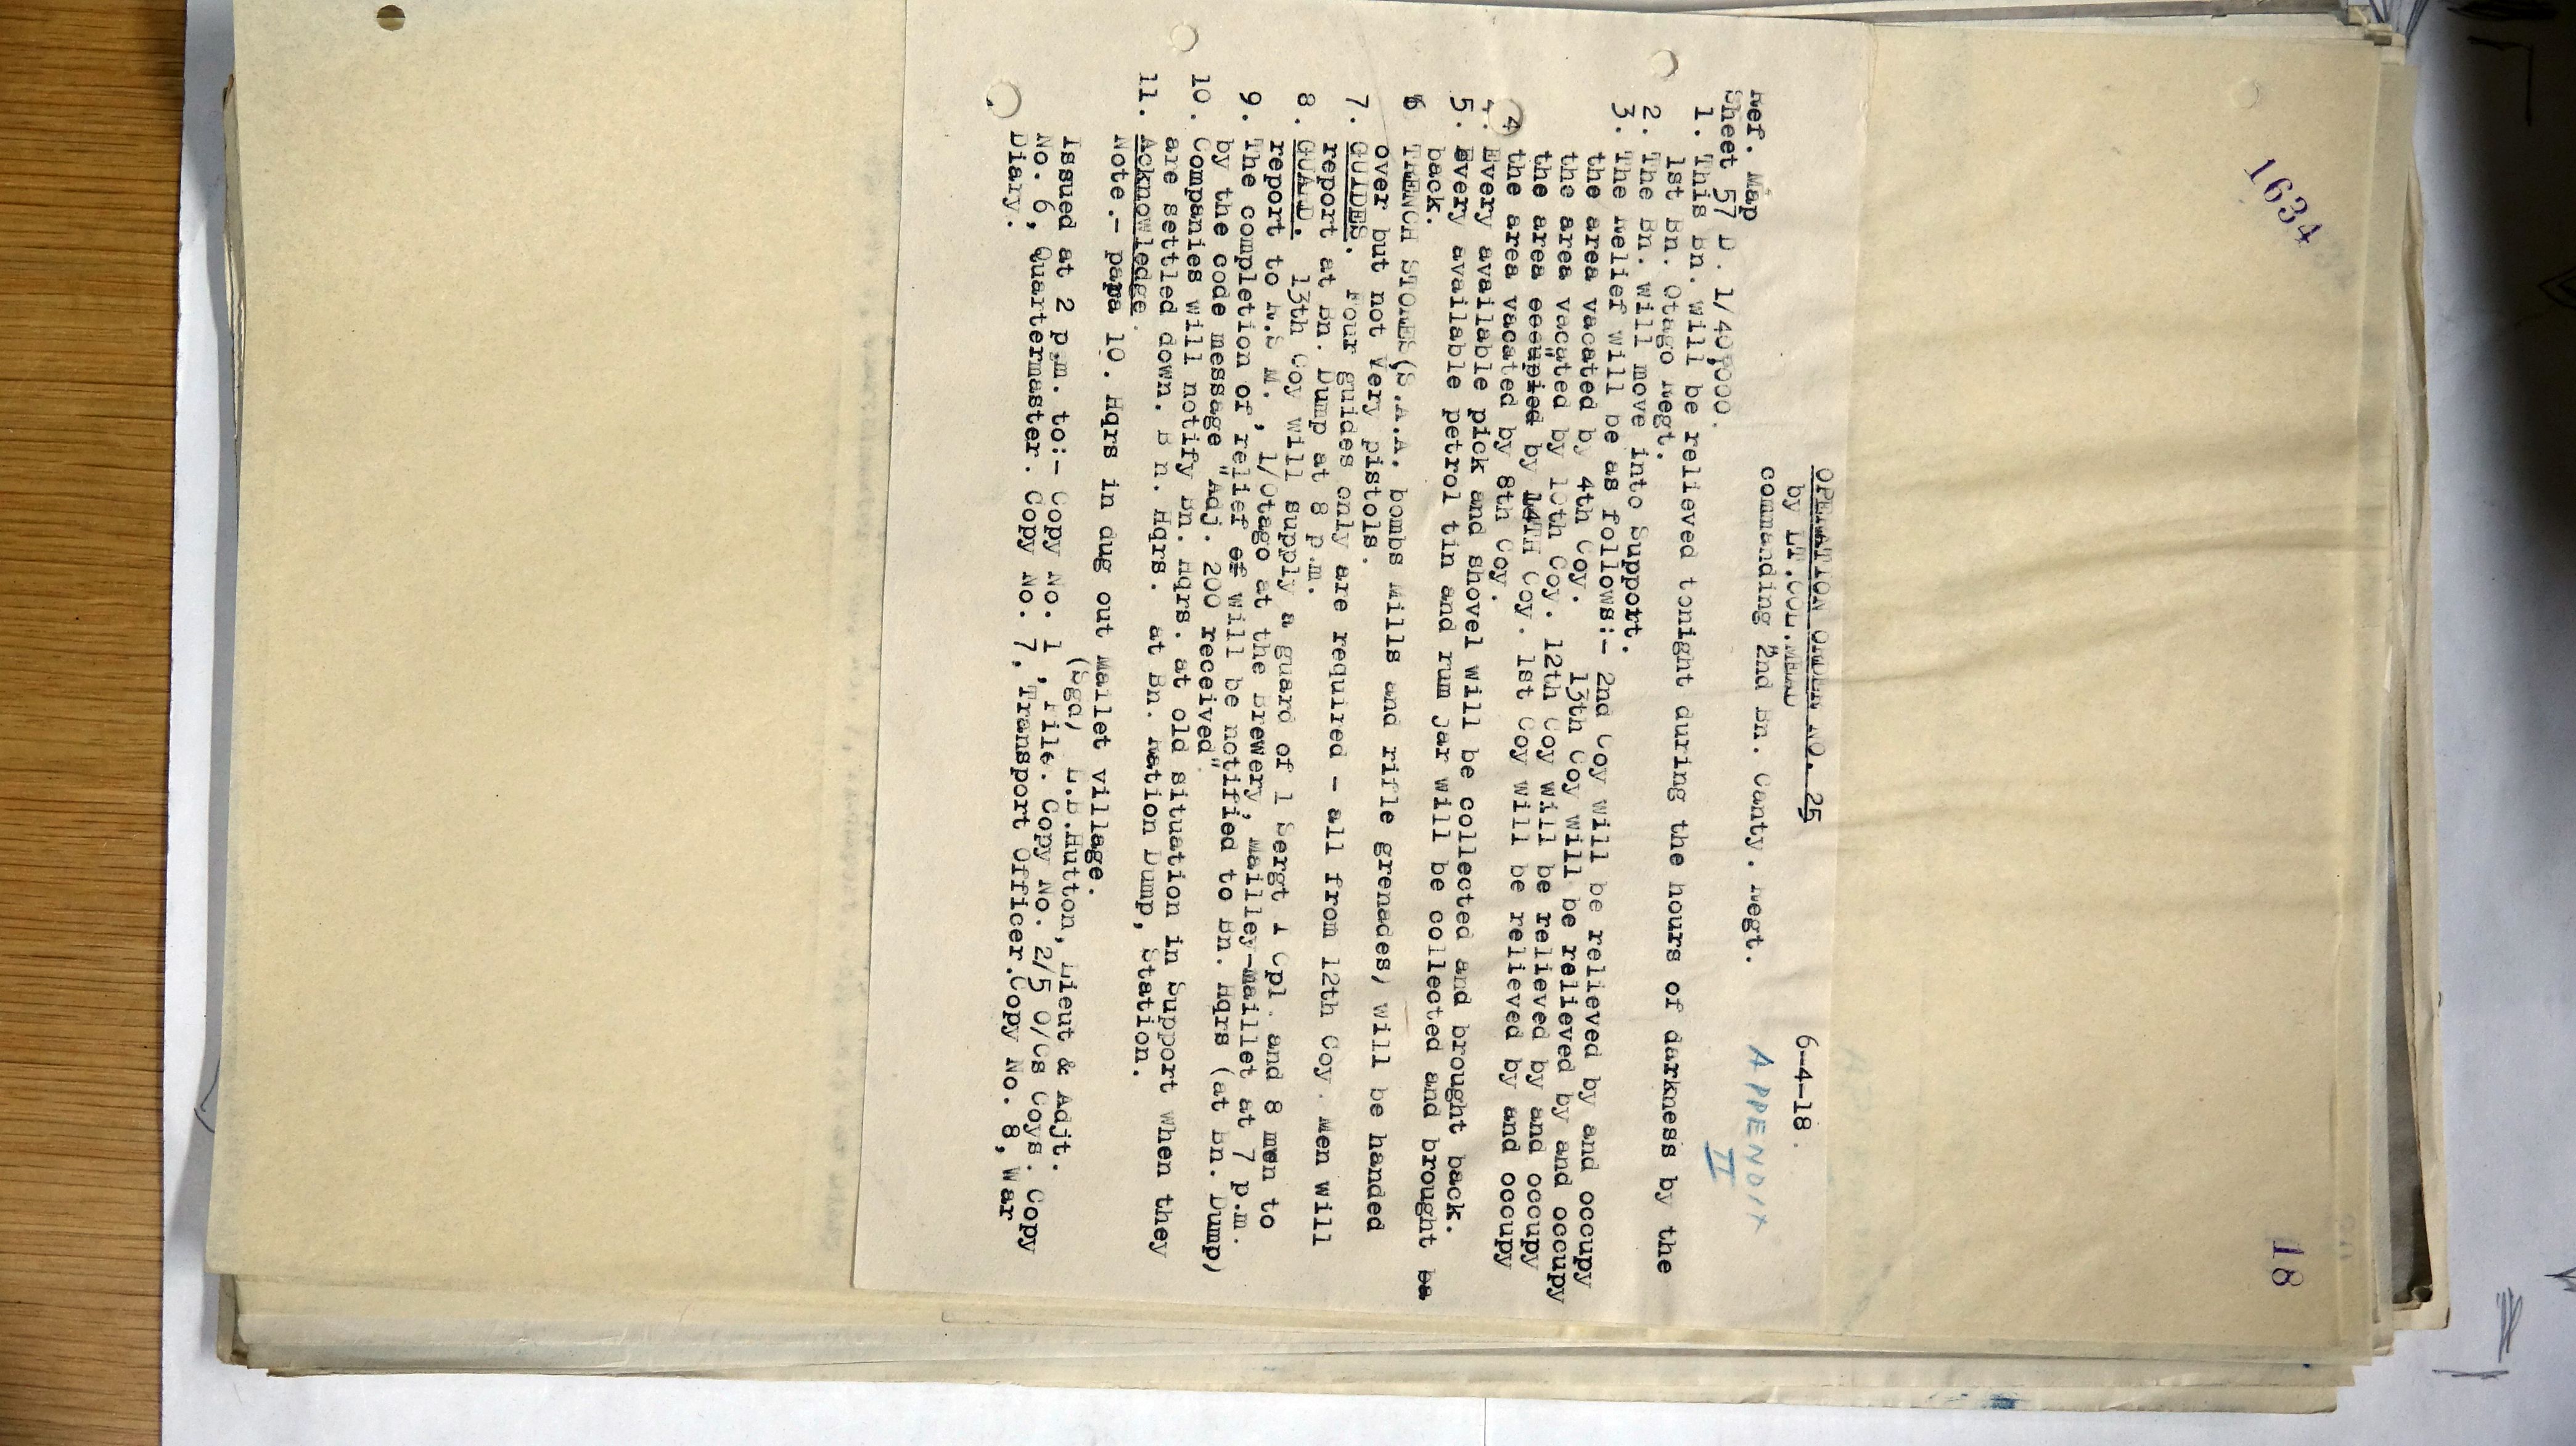 1634
18
OPERATION ORDER NO. 25
6-4-18.
by LT.COL.MEAD
APPENDIX
II
commanding 2nd Bn. Canty. Regt.
Ref. Map
Sheet 57 D. 1/40,000.
1. This Bn. will be relieved tonight during the hours of darkness by the
1st Bn. Otago Regt.
2. The Bn. will move into Support.
3. The Relief will be as follows:- 2nd Coy will be relieved by and occupy
the area vacated by 4th Coy. 13th Coy will be relieved by and occupy
the area vacated by 10th Coy. 12th Coy will be relieved by and occupy
the area occupied by 14TH Coy. 1st Coy will be relieved by and occupy
4 the area vacated by 8th Coy.
4. Every available pick and shovel will be collected and brought back.
5. Every available petrol tin and rum jar will be collected and brought ba
back.
6 TRENCH STORES (S.A.A. bombs Mills and rifle grenades) will be handed
over but not Very pistols.
7. GUIDES. Four guides only are required - all from 12th Coy. Men will
report at Bn. Dump at 8 p.m.
8. GUARD. 13th Coy will supply a guard of 1 Sergt 1 Cpl. and 8 men to
report to R.S M., 1/Otago at the Brewery, Mailley-Maillet at 7 p.m.
9. The completion of relief of will be notified to Bn. Hqrs (at Bn. Dump)
by the code message "Adj. 200 received"
10. Companies will notify Bn. Hqrs. at old situation in Support when they
are settled down. B n. Hqrs. at Bn. Ration Dump, Station.
11. Acknowledge.
Note.- para 10. Hqrs in dug out Mailet village.
(Sgd) L.B.Hutton, Lieut & Adjt.
Issued at 2 p.m. to:- Copy No. 1, File. Copy No. 2/5 O/Cs Coys. Copy
No. 6, Quartermaster. Copy No. 7, Transport Officer.Copy No. 8, War
Diary.